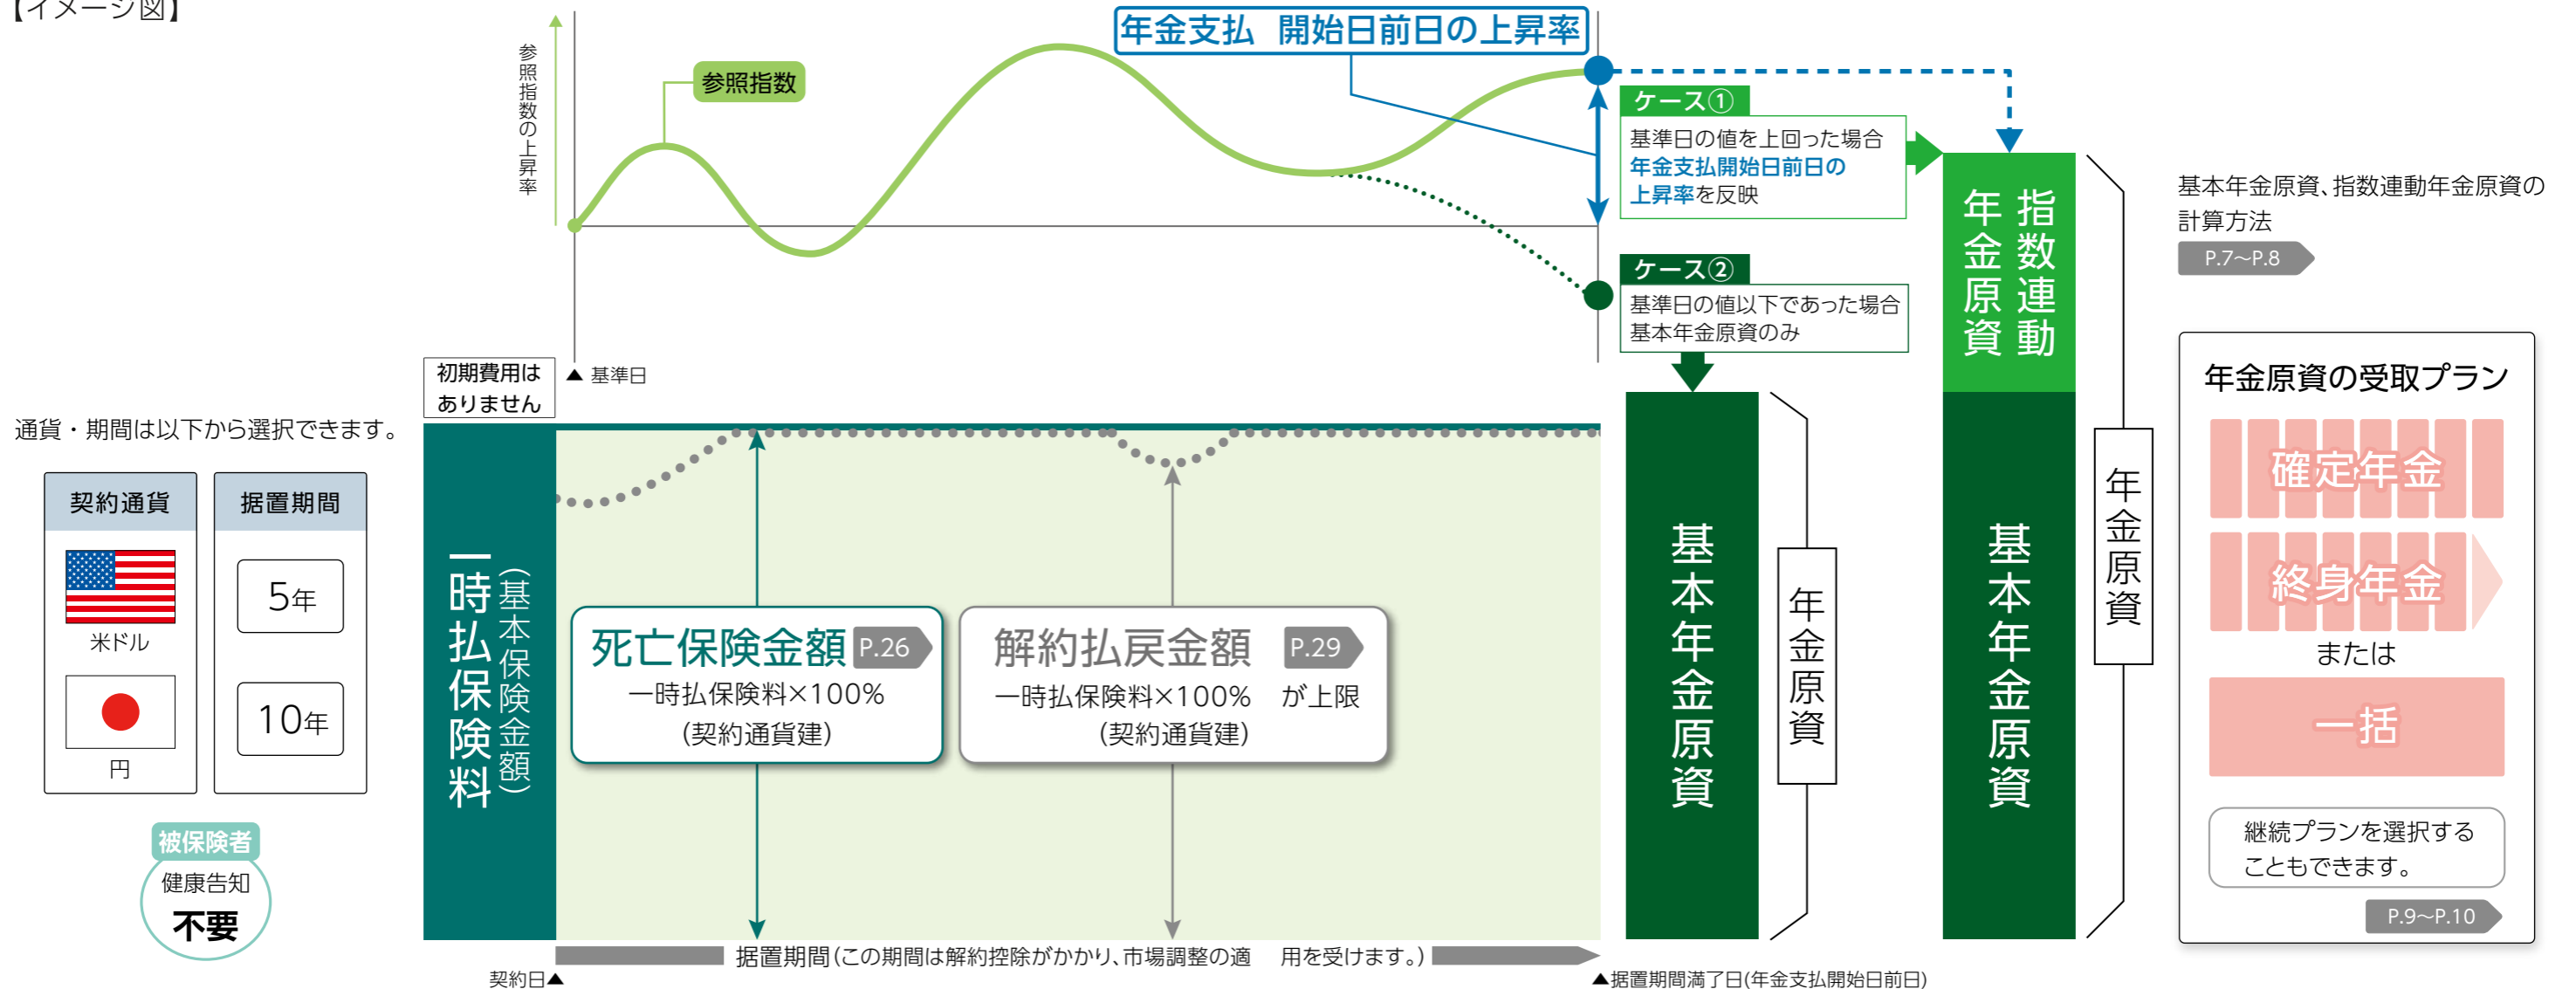 【イメージ図】
参照指数の上昇率
参照指数
年金支払 開始日前日の上昇率
ケース①
基準日の値を上回った場合
年金支払開始日前日の
上昇率を反映
ケース②
基準日の値以下であった場合
基本年金原資のみ
▲ 基準日
初期費用は
ありません
通貨・期間は以下から選択できます。
契約通貨
米ドル
円
据置期間
5年
10年
被保険者
健康告知
不要
一時払保険料
(基本保険金額)
死亡保険金額 P.26
一時払保険料×100%
(契約通貨建)
解約払戻金額 P.29
一時払保険料×100% が上限
(契約通貨建)
据置期間(この期間は解約控除がかかり、市場調整の適 用を受けます。)
契約日▲
▲据置期間満了日(年金支払開始日前日)
基本年金原資
年金原資
指数連動
年金原資
基本年金原資
年金原資
基本年金原資、指数連動年金原資の
計算方法
P.7～P.8
年金原資の受取プラン
確定年金
終身年金
または
一括
継続プランを選択する
こともできます。
P.9～P.10